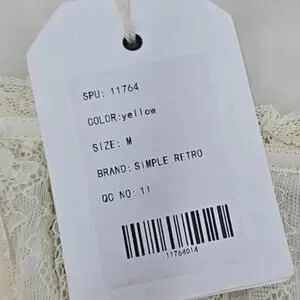 SPU: 11764
COLOR:yellow
SIZE: M
BRAND: SIMPLE RETRO
QC NO: 11
11764014